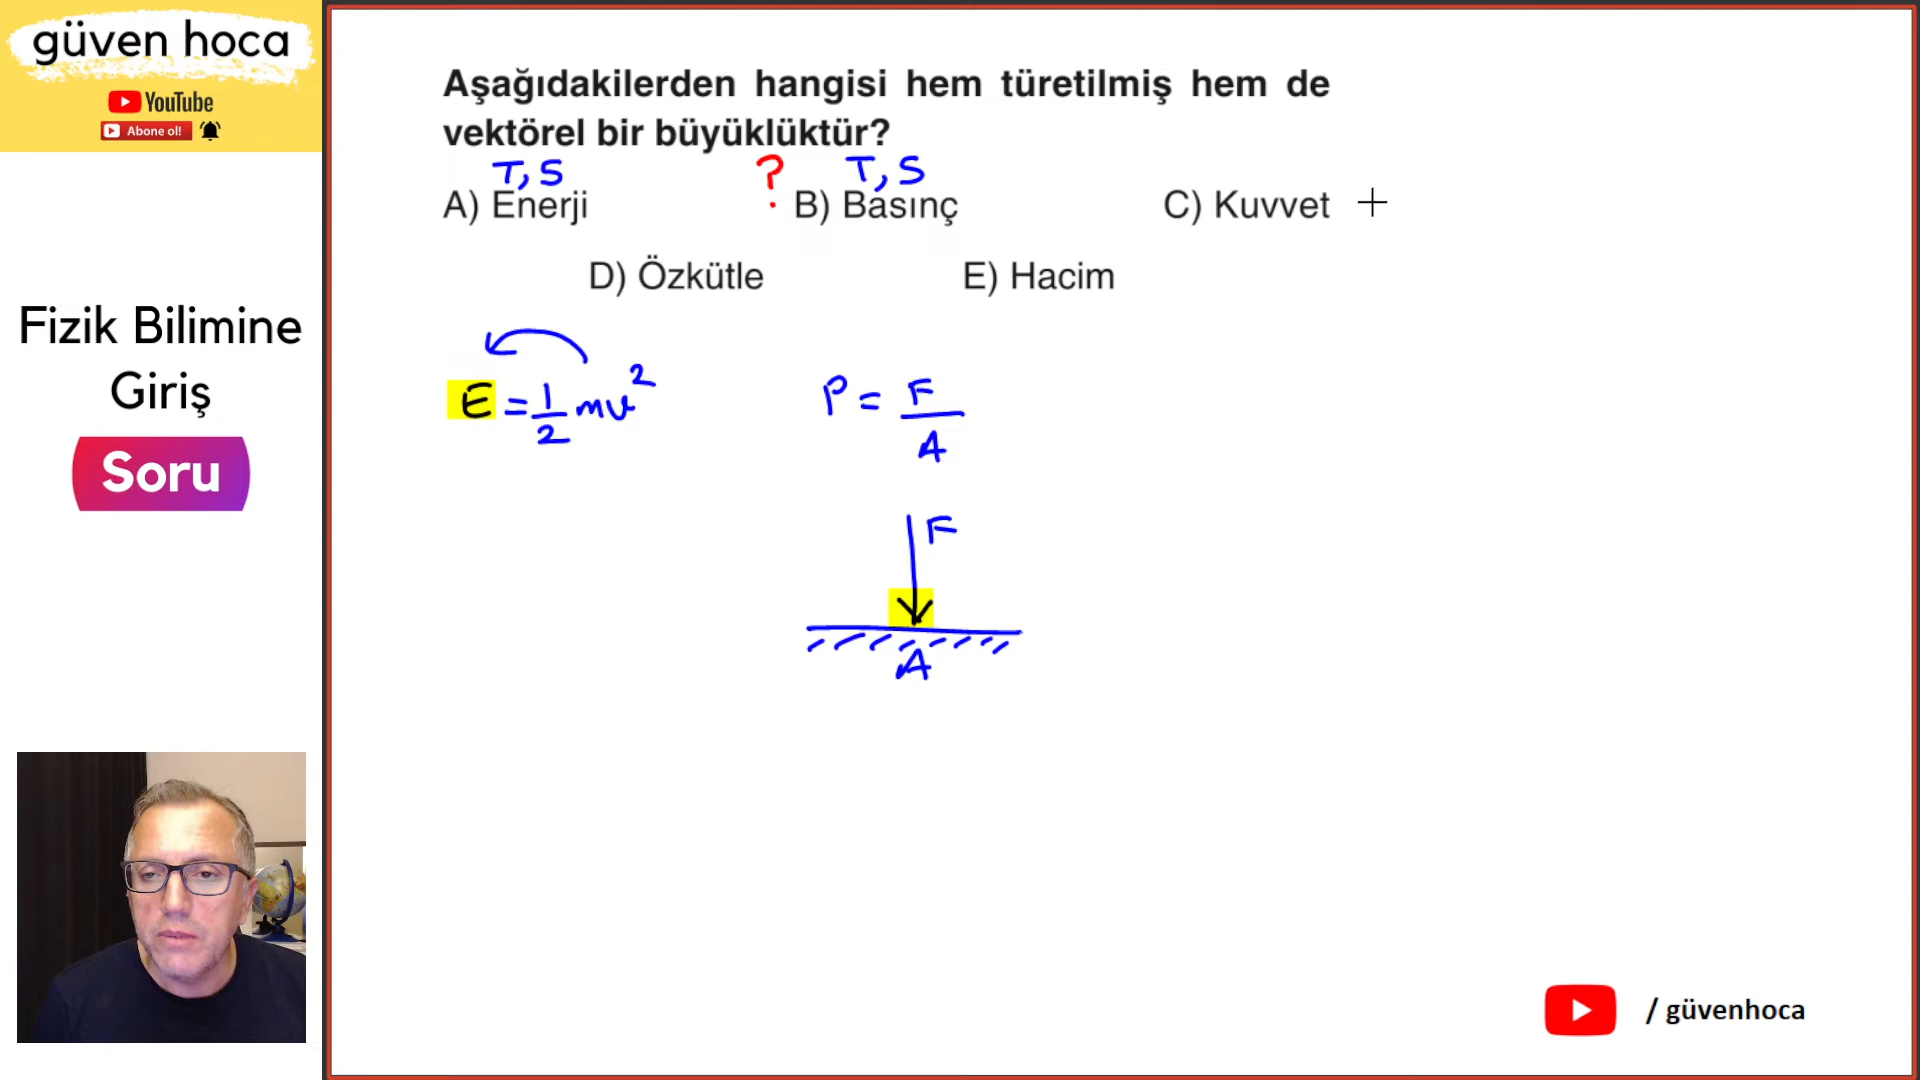 güven hoca
YouTube
Abone ol!
Fizik Bilimine
Giriş
Soru
Aşağıdakilerden hangisi hem türetilmiş hem de
vektörel bir büyüklüktür?
T, S ? T, S
A) Enerji B) Basınç C) Kuvvet
D) Özkütle E) Hacim
E = 1/2 mv² P = F/A
F
A
/ güvenhoca